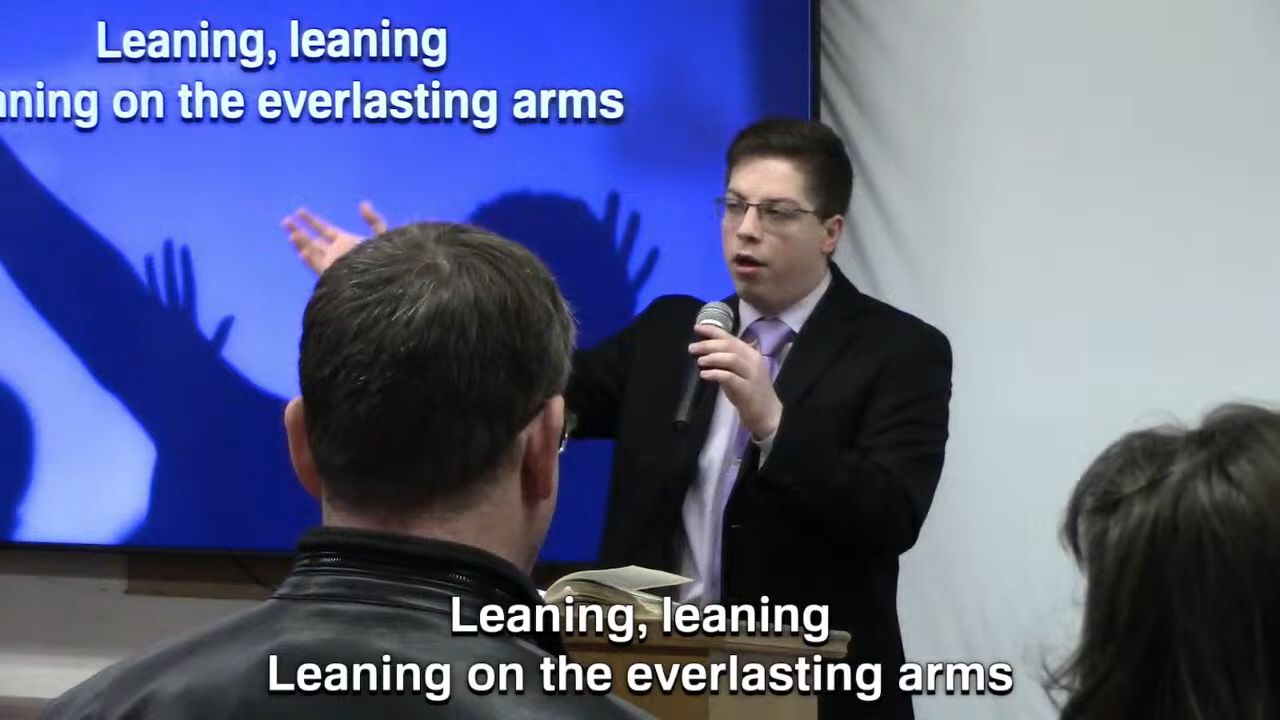 Leaning, leaning
aning on the everlasting arms
Leaning, leaning
Leaning on the everlasting arms